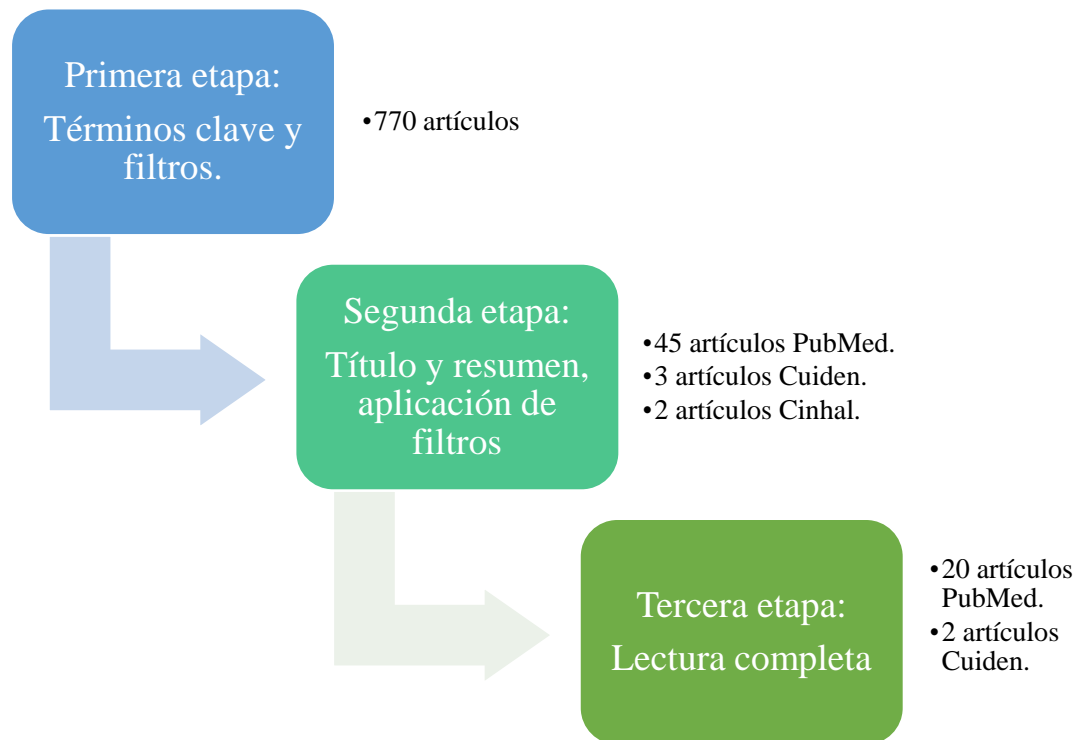 Primera etapa:
Términos clave y
filtros.
•770 artículos
Segunda etapa:
Título y resumen,
aplicación de
filtros
•45 artículos PubMed.
•3 artículos Cuiden.
•2 artículos Cinhal.
Tercera etapa:
Lectura completa
•20 artículos
PubMed.
•2 artículos
Cuiden.